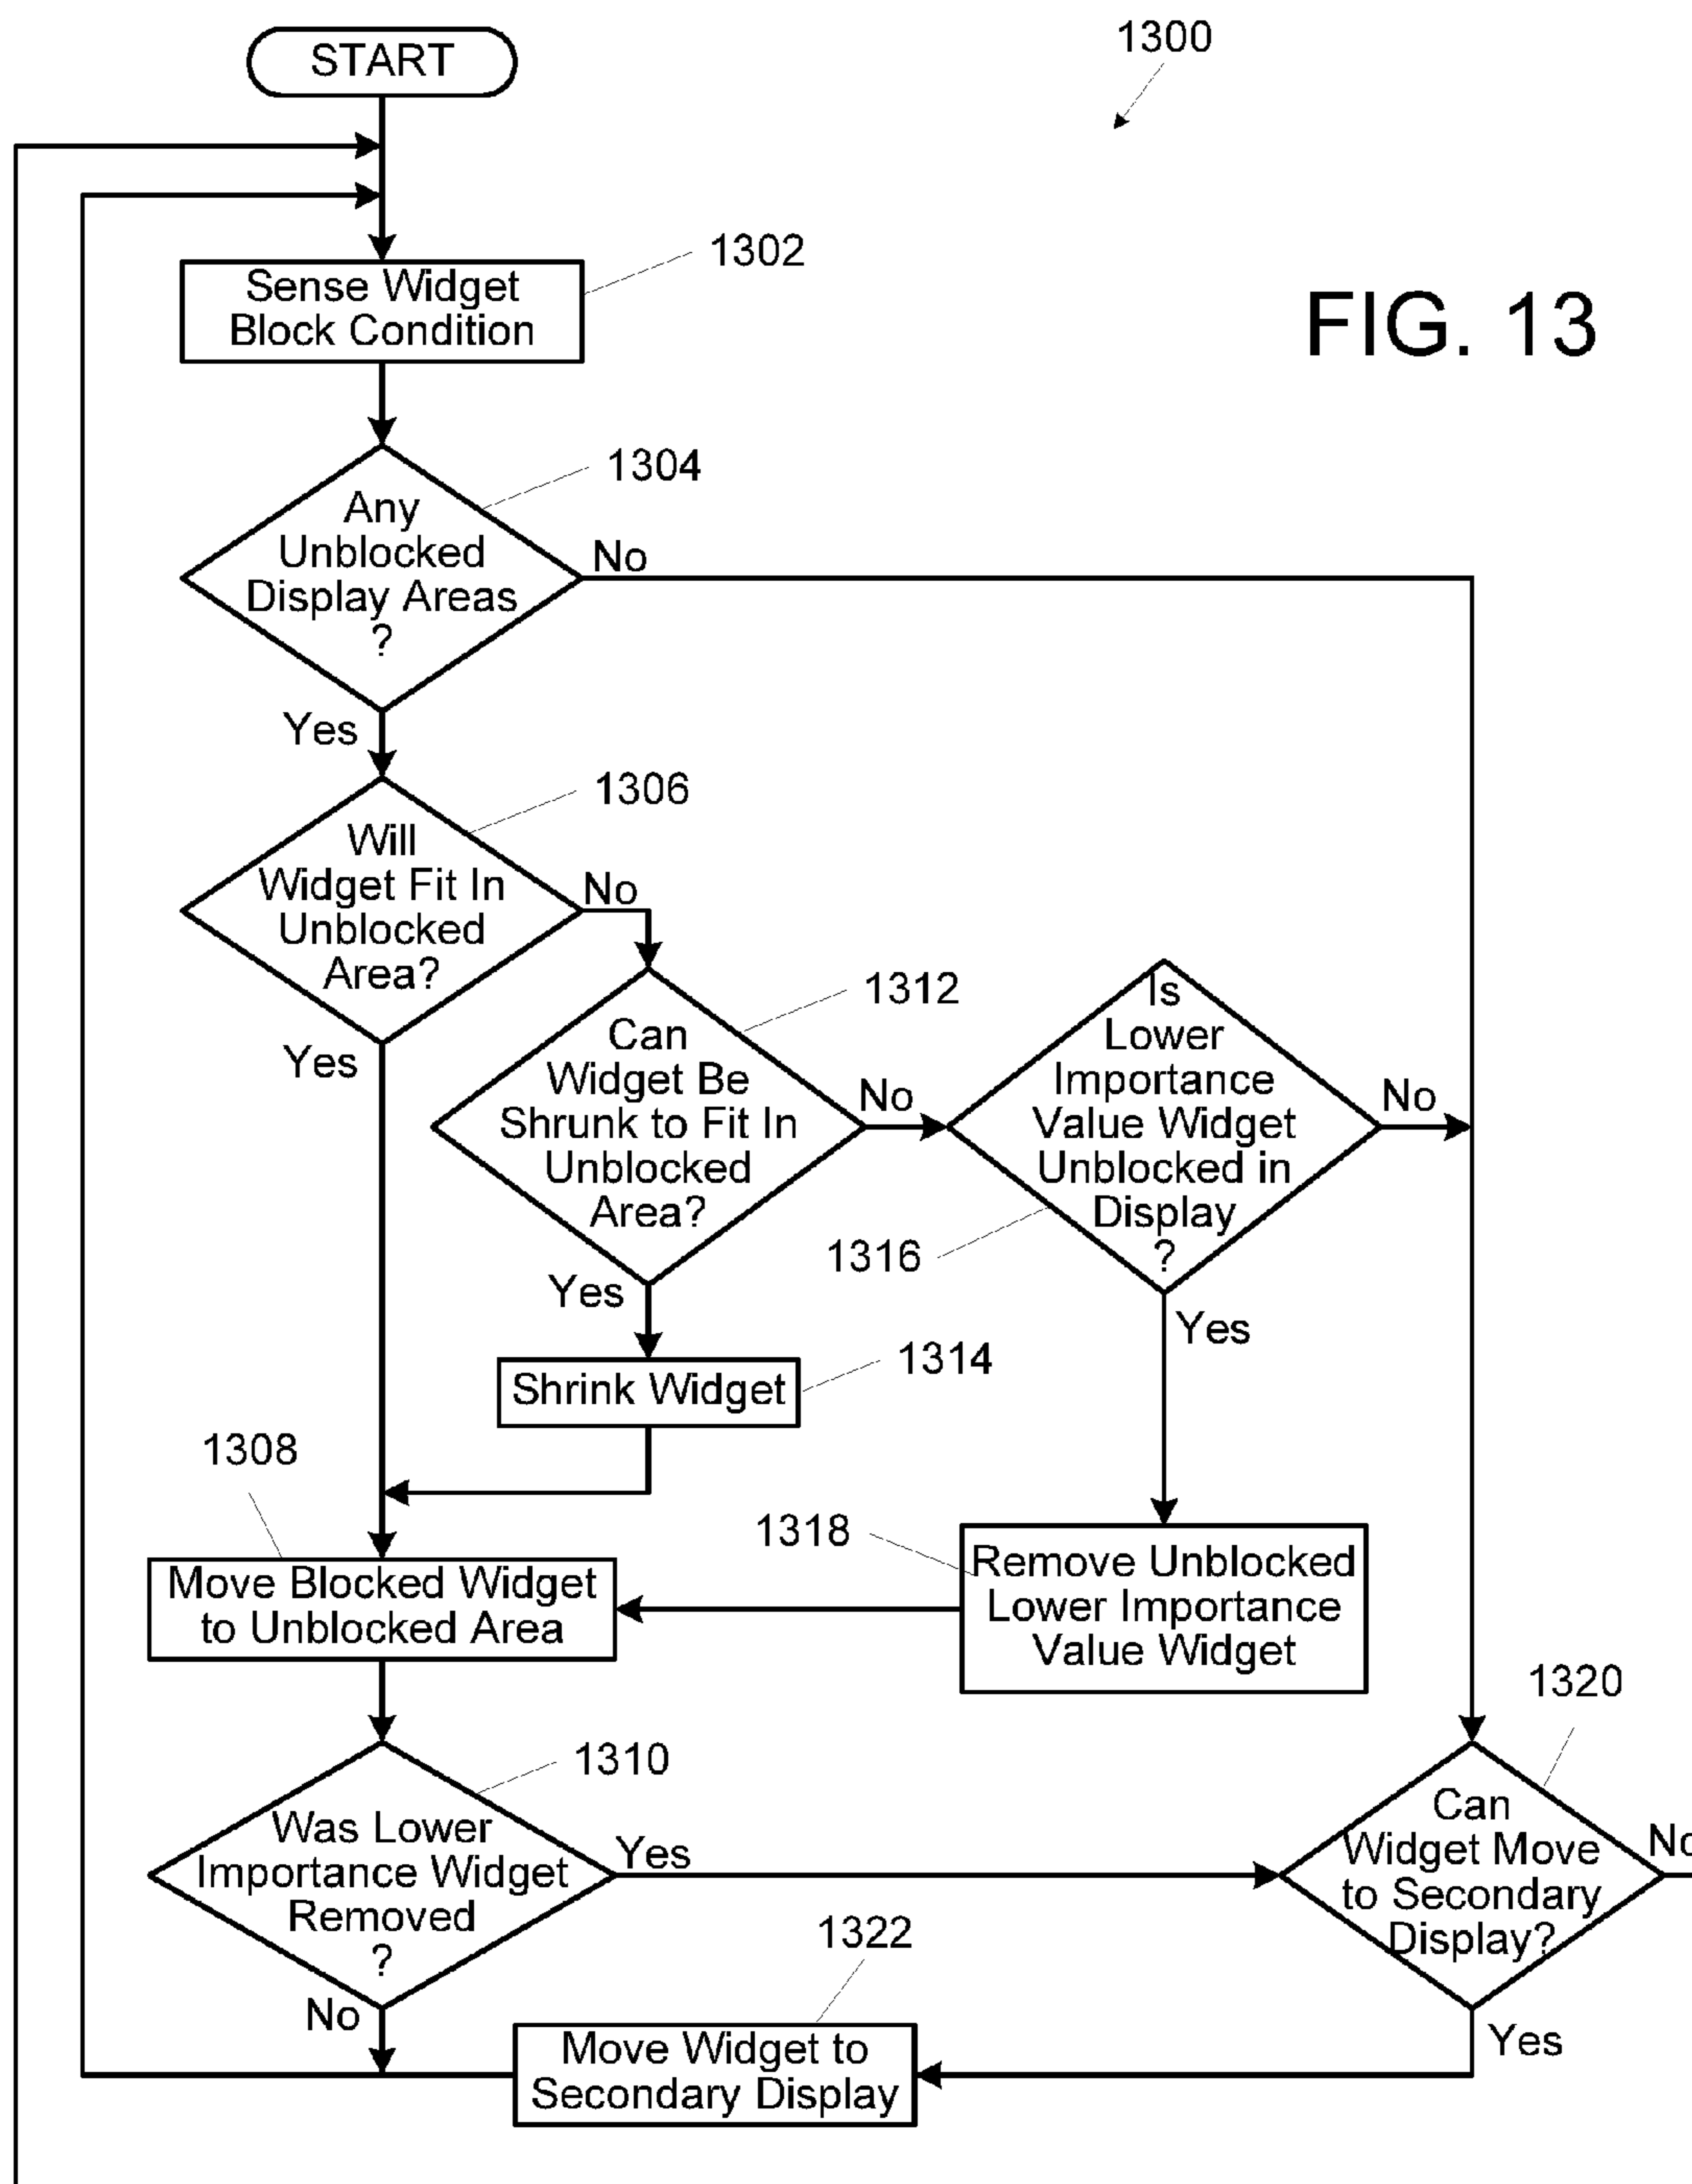 START
1300
1302
Sense Widget
Block Condition
FIG. 13
1304
Any
Unblocked
Display Areas
?
No
Yes
1306
Will
Widget Fit In
Unblocked
Area?
No
Yes
1312
Can
Widget Be
Shrunk to Fit In
Unblocked
Area?
No
Yes
Is
Lower
Importance
Value Widget
Unblocked in
Display
?
No
1316
Yes
1314
Shrink Widget
1308
Move Blocked Widget
to Unblocked Area
1318
Remove Unblocked
Lower Importance
Value Widget
1310
Was Lower
Importance Widget
Removed
?
Yes
No
1320
Can
Widget Move
to Secondary
Display?
No
Yes
1322
Move Widget to
Secondary Display